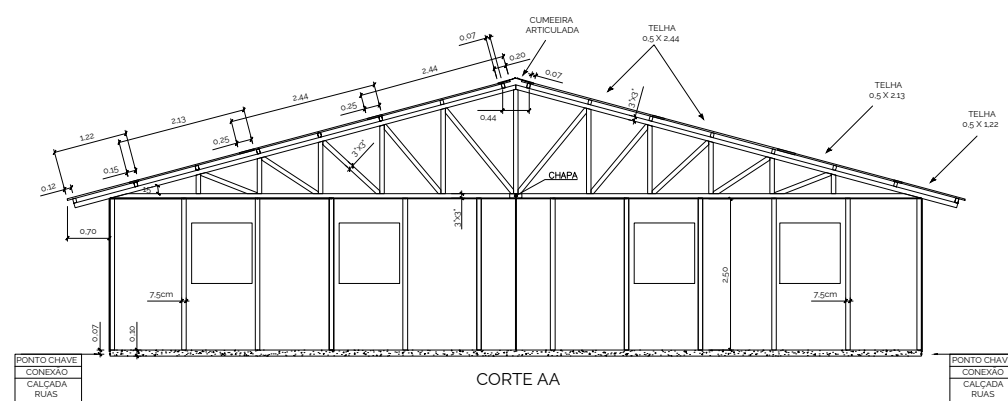 CUMEEIRA
ARTICULADA
0.07
0.20
0.07
TELHA
0,5 X 2,44
2.44
2.44
0.25
0,44
3"x3"
TELHA
0,5 X 2,13
2.13
0.25
TELHA
0,5 X 1,22
1.22
0.15
0.12
15
3"x3"
CHAPA
3"x3"
0,70
7.5cm
2,50
7.5cm
0.07
0.10
PONTO CHAVE
CONEXÃO
CALÇADA
RUAS
CORTE AA
PONTO CHAV
CONEXÃO
CALÇADA
RUAS